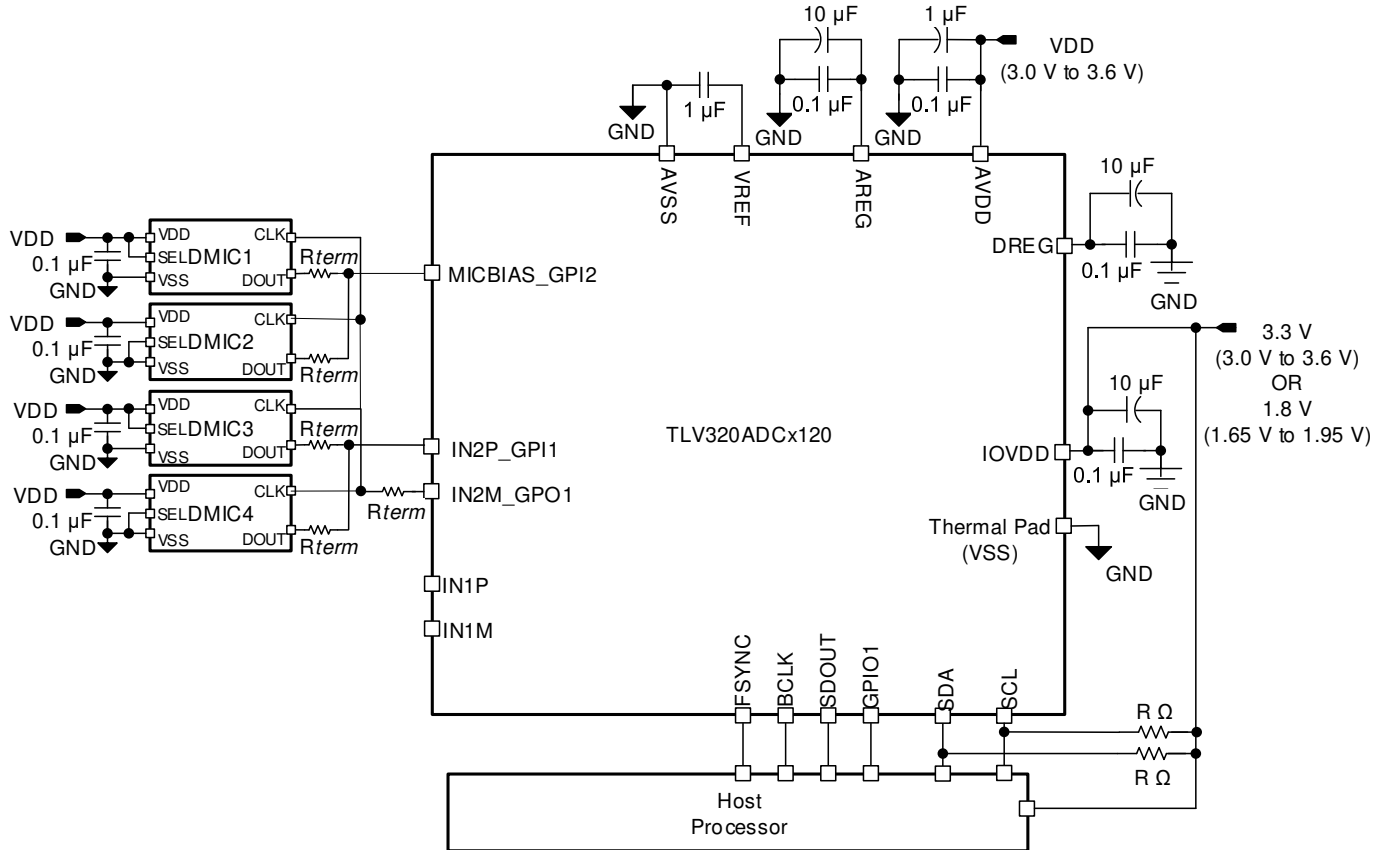 10 µF
1 µF
VDD
(3.0 V to 3.6 V)
1 µF
0.1 µF
0.1 µF
GND
GND
GND
AVSS
VREF
AREG
AVDD
10 µF
DREG
0.1 µF
GND
VDD
0.1 µF
GND
VDD
SEL
VSS
DMIC1
CLK
DOUT
Rterm
MICBIAS_GPI2
VDD
0.1 µF
GND
VDD
SEL
VSS
DMIC2
CLK
DOUT
Rterm
3.3 V
(3.0 V to 3.6 V)
OR
1.8 V
(1.65 V to 1.95 V)
10 µF
IOVDD
0.1 µF
GND
VDD
0.1 µF
GND
VDD
SEL
VSS
DMIC3
CLK
DOUT
Rterm
IN2P_GPI1
TLV320ADCx120
VDD
0.1 µF
GND
VDD
SEL
VSS
DMIC4
CLK
DOUT
Rterm
Rterm
IN2M_GPO1
Thermal Pad
(VSS)
GND
IN1P
IN1M
FSYNC
BCLK
SDOUT
GPIO1
SDA
SCL
R Ω
R Ω
Host
Processor